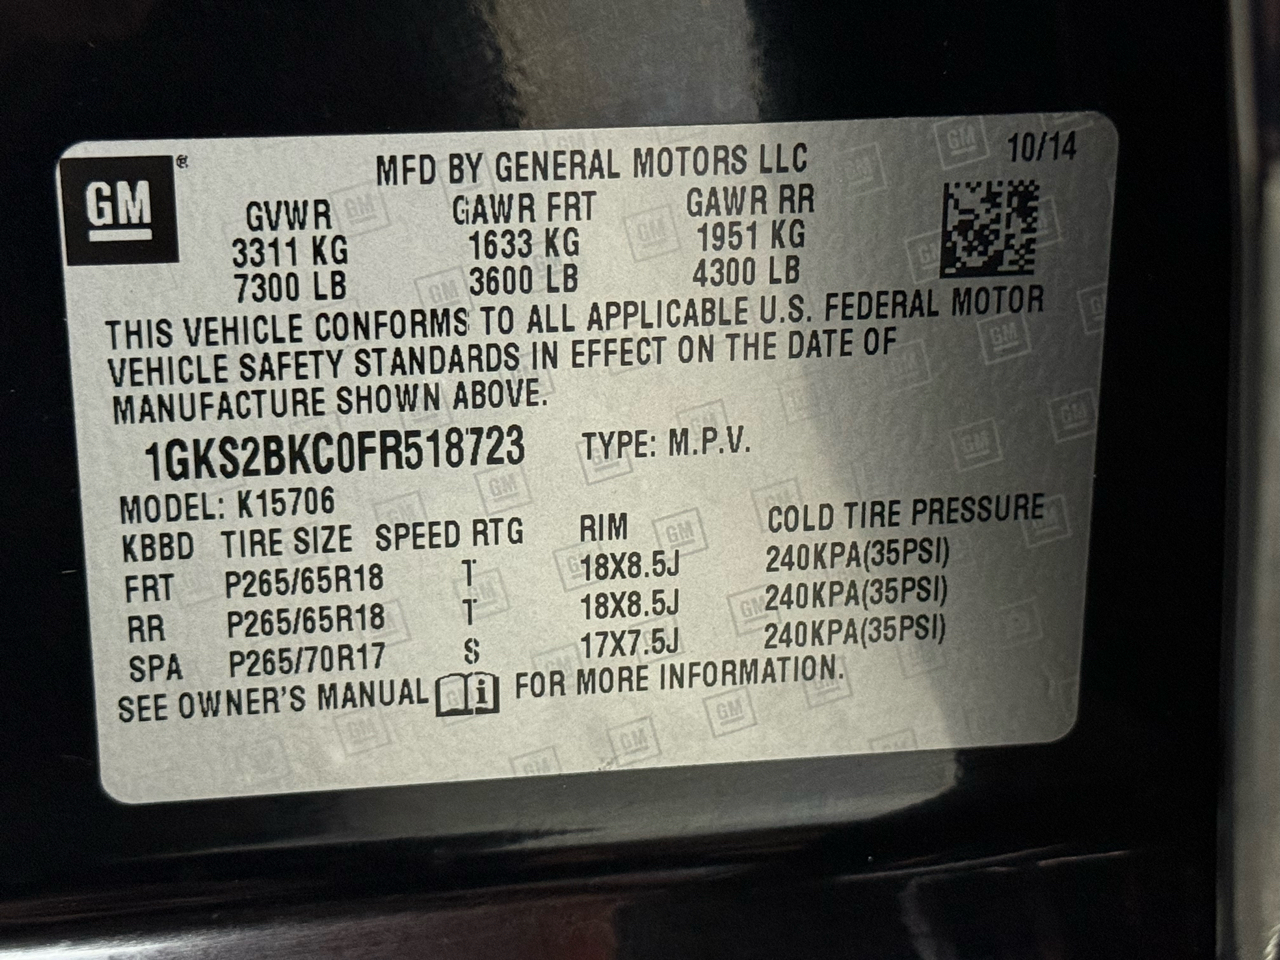 GM ®
MFD BY GENERAL MOTORS LLC 10/14
GVWR GAWR FRT GAWR RR
3311 KG 1633 KG 1951 KG
7300 LB 3600 LB 4300 LB
THIS VEHICLE CONFORMS TO ALL APPLICABLE U.S. FEDERAL MOTOR
VEHICLE SAFETY STANDARDS IN EFFECT ON THE DATE OF
MANUFACTURE SHOWN ABOVE.
1GKS2BKC0FR518723 TYPE: M.P.V.
MODEL: K15706
KBBD TIRE SIZE SPEED RTG RIM COLD TIRE PRESSURE
FRT P265/65R18 T 18X8.5J 240KPA(35PSI)
RR P265/65R18 T 18X8.5J 240KPA(35PSI)
SPA P265/70R17 S 17X7.5J 240KPA(35PSI)
SEE OWNER'S MANUAL i FOR MORE INFORMATION.